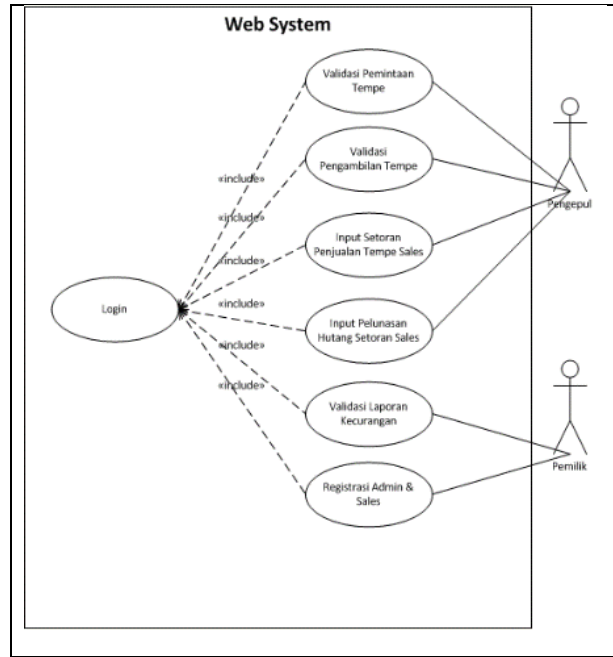 Web System
Validasi Pemintaan
Tempe
Validasi
Pengambilan Tempe
«include»
«include»
Pengepul
Input Setoran
Penjualan Tempe Sales
«include»
Login
«include»
Input Pelunasan
Hutang Setoran Sales
«include»
«include»
Validasi Laporan
Kecurangan
Pemilik
Registrasi Admin &
Sales